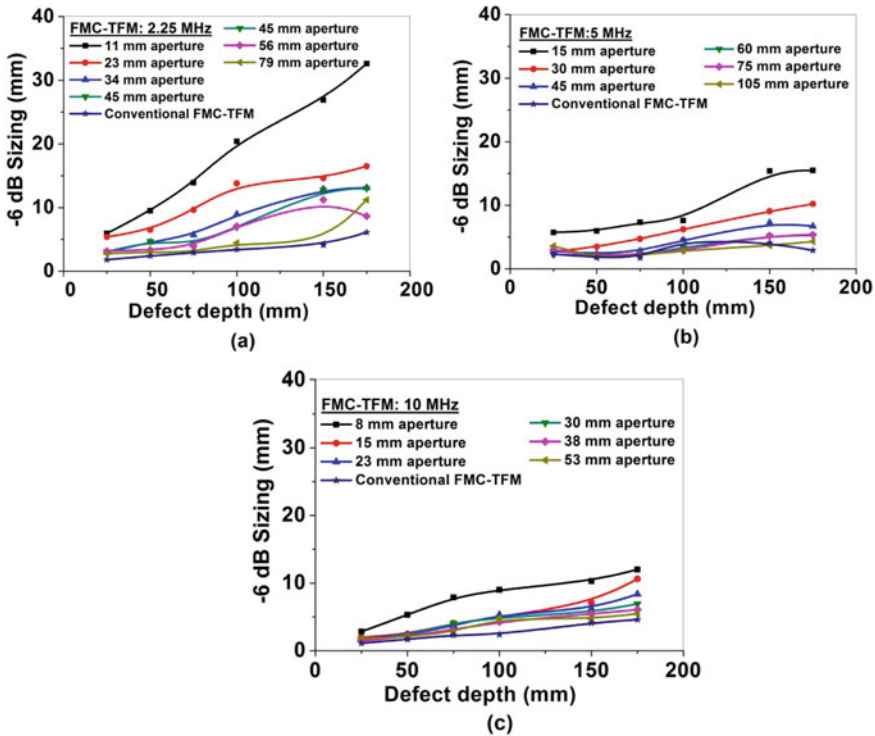 FMC-TFM: 2.25 MHz
11 mm aperture
23 mm aperture
34 mm aperture
45 mm aperture
Conventional FMC-TFM
45 mm aperture
56 mm aperture
79 mm aperture
-6 dB Sizing (mm)
40
30
20
10
0
0 50 100 150 200
Defect depth (mm)
(a)
FMC-TFM:5 MHz
15 mm aperture
30 mm aperture
45 mm aperture
Conventional FMC-TFM
60 mm aperture
75 mm aperture
105 mm aperture
-6 dB Sizing (mm)
40
30
20
10
0
0 50 100 150 200
Defect depth (mm)
(b)
FMC-TFM: 10 MHz
8 mm aperture
15 mm aperture
23 mm aperture
Conventional FMC-TFM
30 mm aperture
38 mm aperture
53 mm aperture
-6 dB Sizing (mm)
40
30
20
10
0
0 50 100 150 200
Defect depth (mm)
(c)